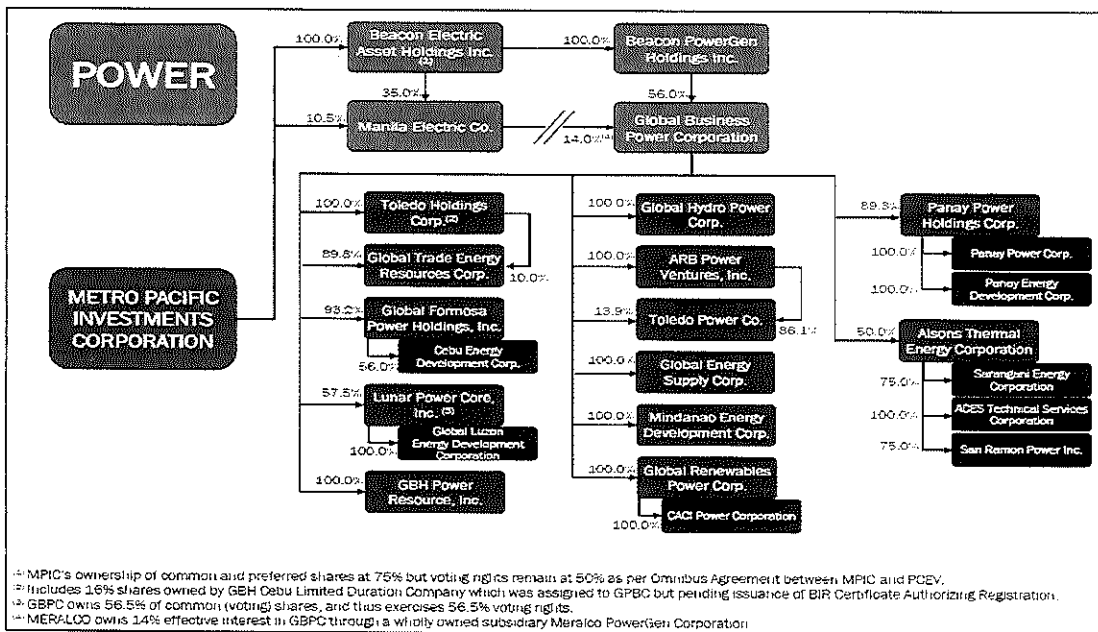 POWER
100.0%
Beacon Electric
Asset Holdings Inc.
(1)
100.0%
Beacon PowerGen
Holdings Inc.
35.0%
56.0%
10.5%
Manila Electric Co.
14.0%(4)
Global Business
Power Corporation
METRO PACIFIC
INVESTMENTS
CORPORATION
100.0%
Toledo Holdings
Corp.(2)
89.8%
Global Trade Energy
Resources Corp.
10.0%
93.2%
Global Formosa
Power Holdings, Inc.
56.0%
Cebu Energy
Development Corp.
57.5%
Lunar Power Core,
Inc. (3)
100.0%
Global Luzon
Energy Development
Corporation
100.0%
GBH Power
Resource, Inc.
100.0%
Global Hydro Power
Corp.
100.0%
ARB Power
Ventures, Inc.
13.9%
Toledo Power Co.
86.1%
100.0%
Global Energy
Supply Corp.
100.0%
Mindanao Energy
Development Corp.
100.0%
Global Renewables
Power Corp.
100.0%
CACI Power Corporation
89.3%
Panay Power
Holdings Corp.
100.0%
Panay Power Corp.
100.0%
Panay Energy
Development Corp.
50.0%
Alsons Thermal
Energy Corporation
75.0%
Sarangani Energy
Corporation
100.0%
ACES Technical Services
Corporation
75.0%
San Ramon Power Inc.
(1) MPIC's ownership of common and preferred shares at 75% but voting rights remain at 50% as per Omnibus Agreement between MPIC and PCEV.
(2) Includes 16% shares owned by GBH Cebu Limited Duration Company which was assigned to GPBC but pending issuance of BIR Certificate Authorizing Registration.
(3) GBPC owns 56.5% of common (voting) shares, and thus exercises 56.5% voting rights.
(4) MERALCO owns 14% effective interest in GBPC through a wholly owned subsidiary Meralco PowerGen Corporation